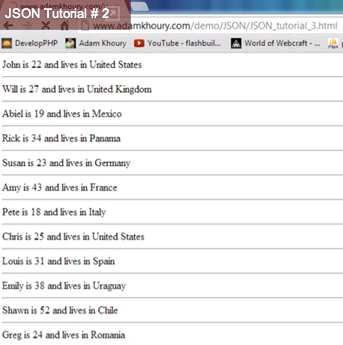 JSON Tutorial # 2
www.adamkhoury.com/demo/JSON/JSON_tutorial_3.html
DevelopPHP
Adam Khoury
YouTube - flashbuil...
World of Webcraft - ...
John is 22 and lives in United States
Will is 27 and lives in United Kingdom
Abiel is 19 and lives in Mexico
Rick is 34 and lives in Panama
Susan is 23 and lives in Germany
Amy is 43 and lives in France
Pete is 18 and lives in Italy
Chris is 25 and lives in United States
Louis is 31 and lives in Spain
Emily is 38 and lives in Uraguay
Shawn is 52 and lives in Chile
Greg is 24 and lives in Romania